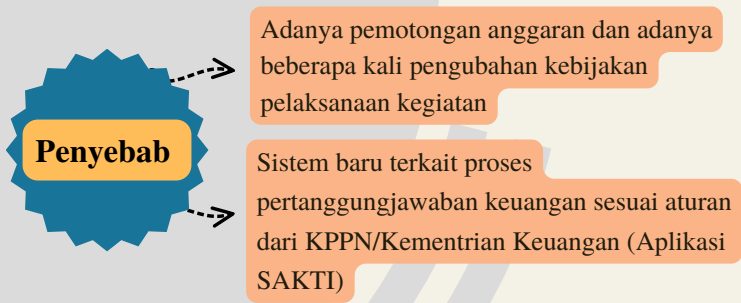 Adanya pemotongan anggaran dan adanya
beberapa kali pengubahan kebijakan
pelaksanaan kegiatan
Penyebab
Sistem baru terkait proses
pertanggungjawaban keuangan sesuai aturan
dari KPPN/Kementrian Keuangan (Aplikasi
SAKTI)